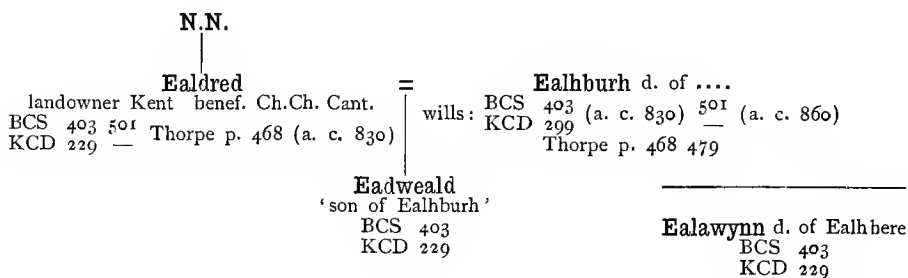 N.N.
Ealdred = Ealhburh d. of ....
landowner Kent benef. Ch.Ch. Cant.
BCS 403 501
KCD 229 — Thorpe p. 468 (a. c. 830)
wills: BCS 403 (a. c. 830) 501 (a. c. 860)
KCD 299 —
Thorpe p. 468 479
Eadweald
'son of Ealhburh'
BCS 403
KCD 229
Ealawynn d. of Ealhhere
BCS 403
KCD 229